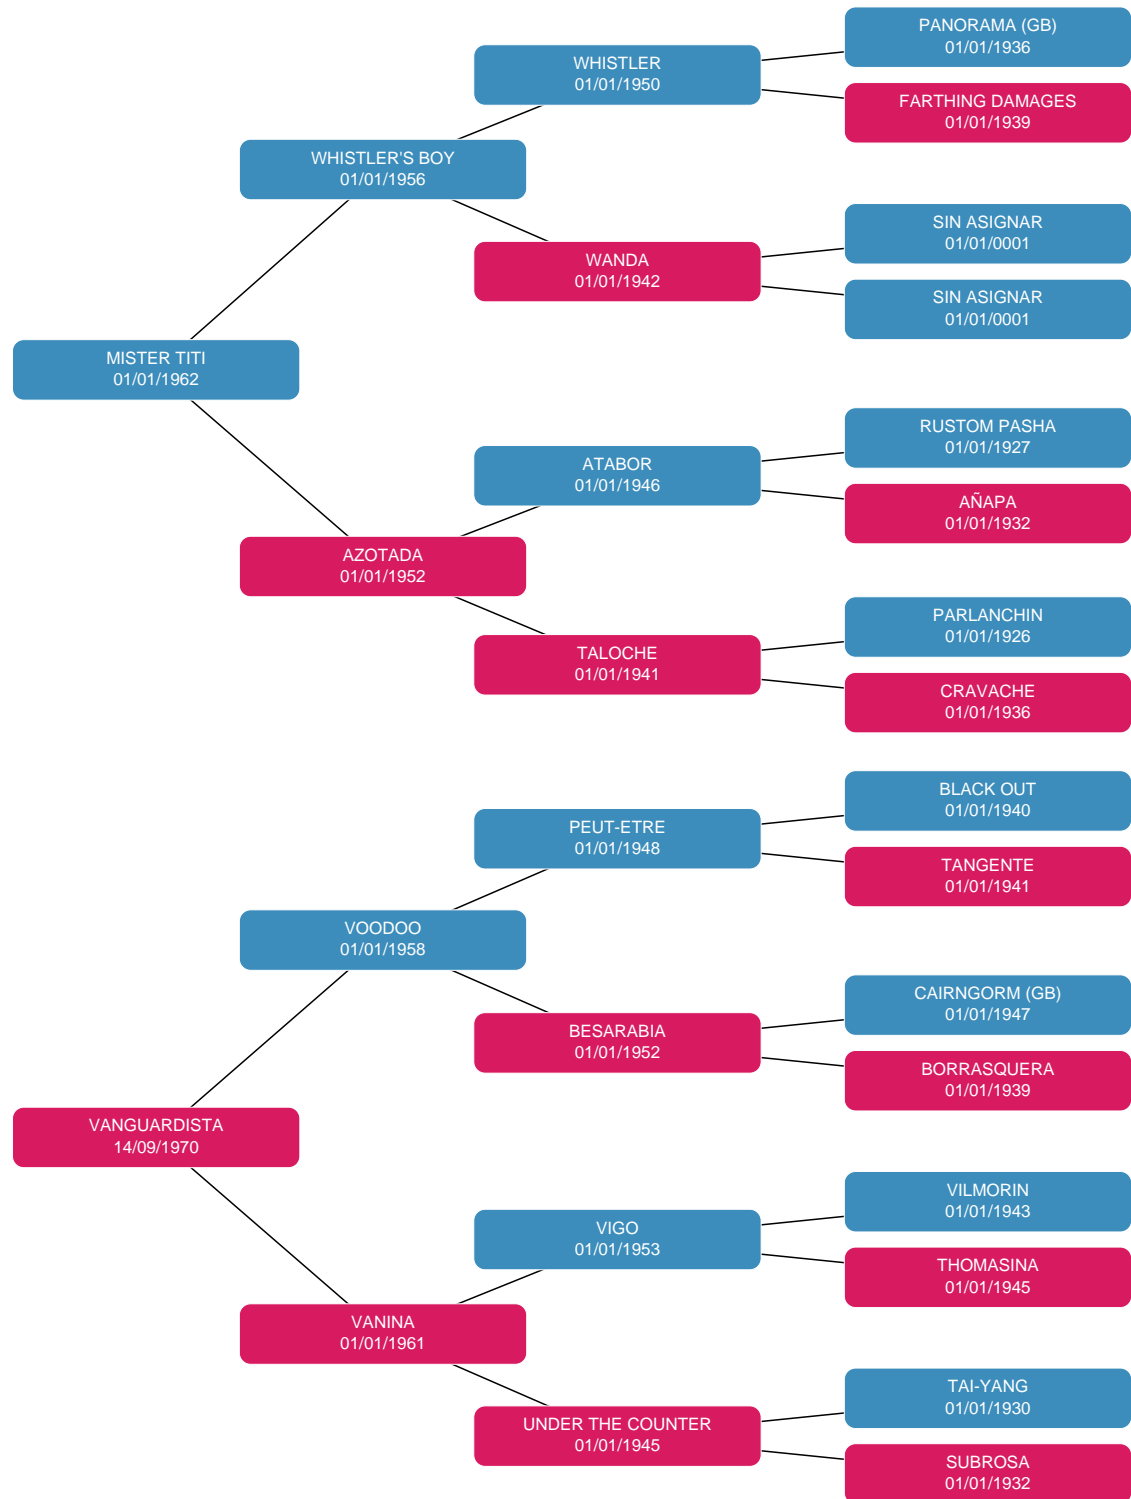 PANORAMA (GB)
01/01/1936
WHISTLER
01/01/1950
FARTHING DAMAGES
01/01/1939
WHISTLER'S BOY
01/01/1956
SIN ASIGNAR
01/01/0001
WANDA
01/01/1942
SIN ASIGNAR
01/01/0001
MISTER TITI
01/01/1962
RUSTOM PASHA
01/01/1927
ATABOR
01/01/1946
AÑAPA
01/01/1932
AZOTADA
01/01/1952
PARLANCHIN
01/01/1926
TALOCHE
01/01/1941
CRAVACHE
01/01/1936
BLACK OUT
01/01/1940
PEUT-ETRE
01/01/1948
TANGENTE
01/01/1941
VOODOO
01/01/1958
CAIRNGORM (GB)
01/01/1947
BESARABIA
01/01/1952
BORRASQUERA
01/01/1939
VANGUARDISTA
14/09/1970
VILMORIN
01/01/1943
VIGO
01/01/1953
THOMASINA
01/01/1945
VANINA
01/01/1961
TAI-YANG
01/01/1930
UNDER THE COUNTER
01/01/1945
SUBROSA
01/01/1932